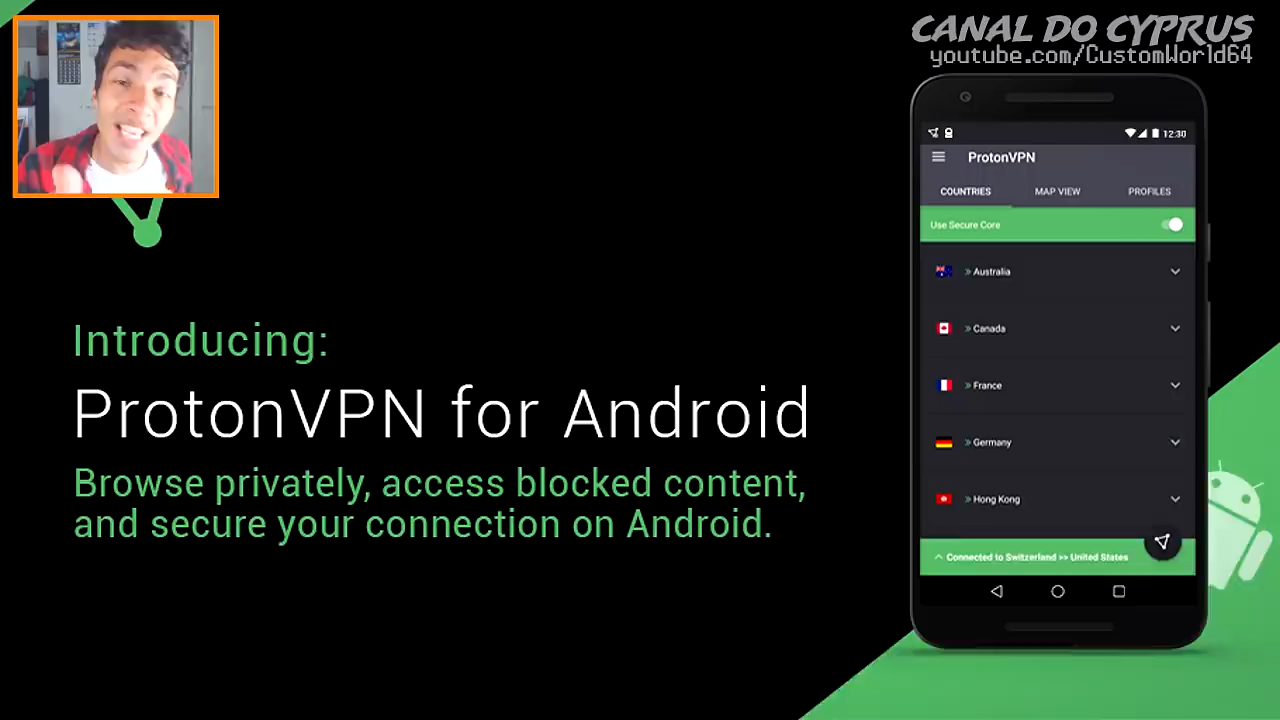 CANAL DO CYPRUS
youtube.com/CustomWorld64
12:30
ProtonVPN
COUNTRIES MAP VIEW PROFILES
Use Secure Core
» Australia
» Canada
» France
» Germany
» Hong Kong
Connected to Switzerland >> United States
Introducing:
ProtonVPN for Android
Browse privately, access blocked content,
and secure your connection on Android.